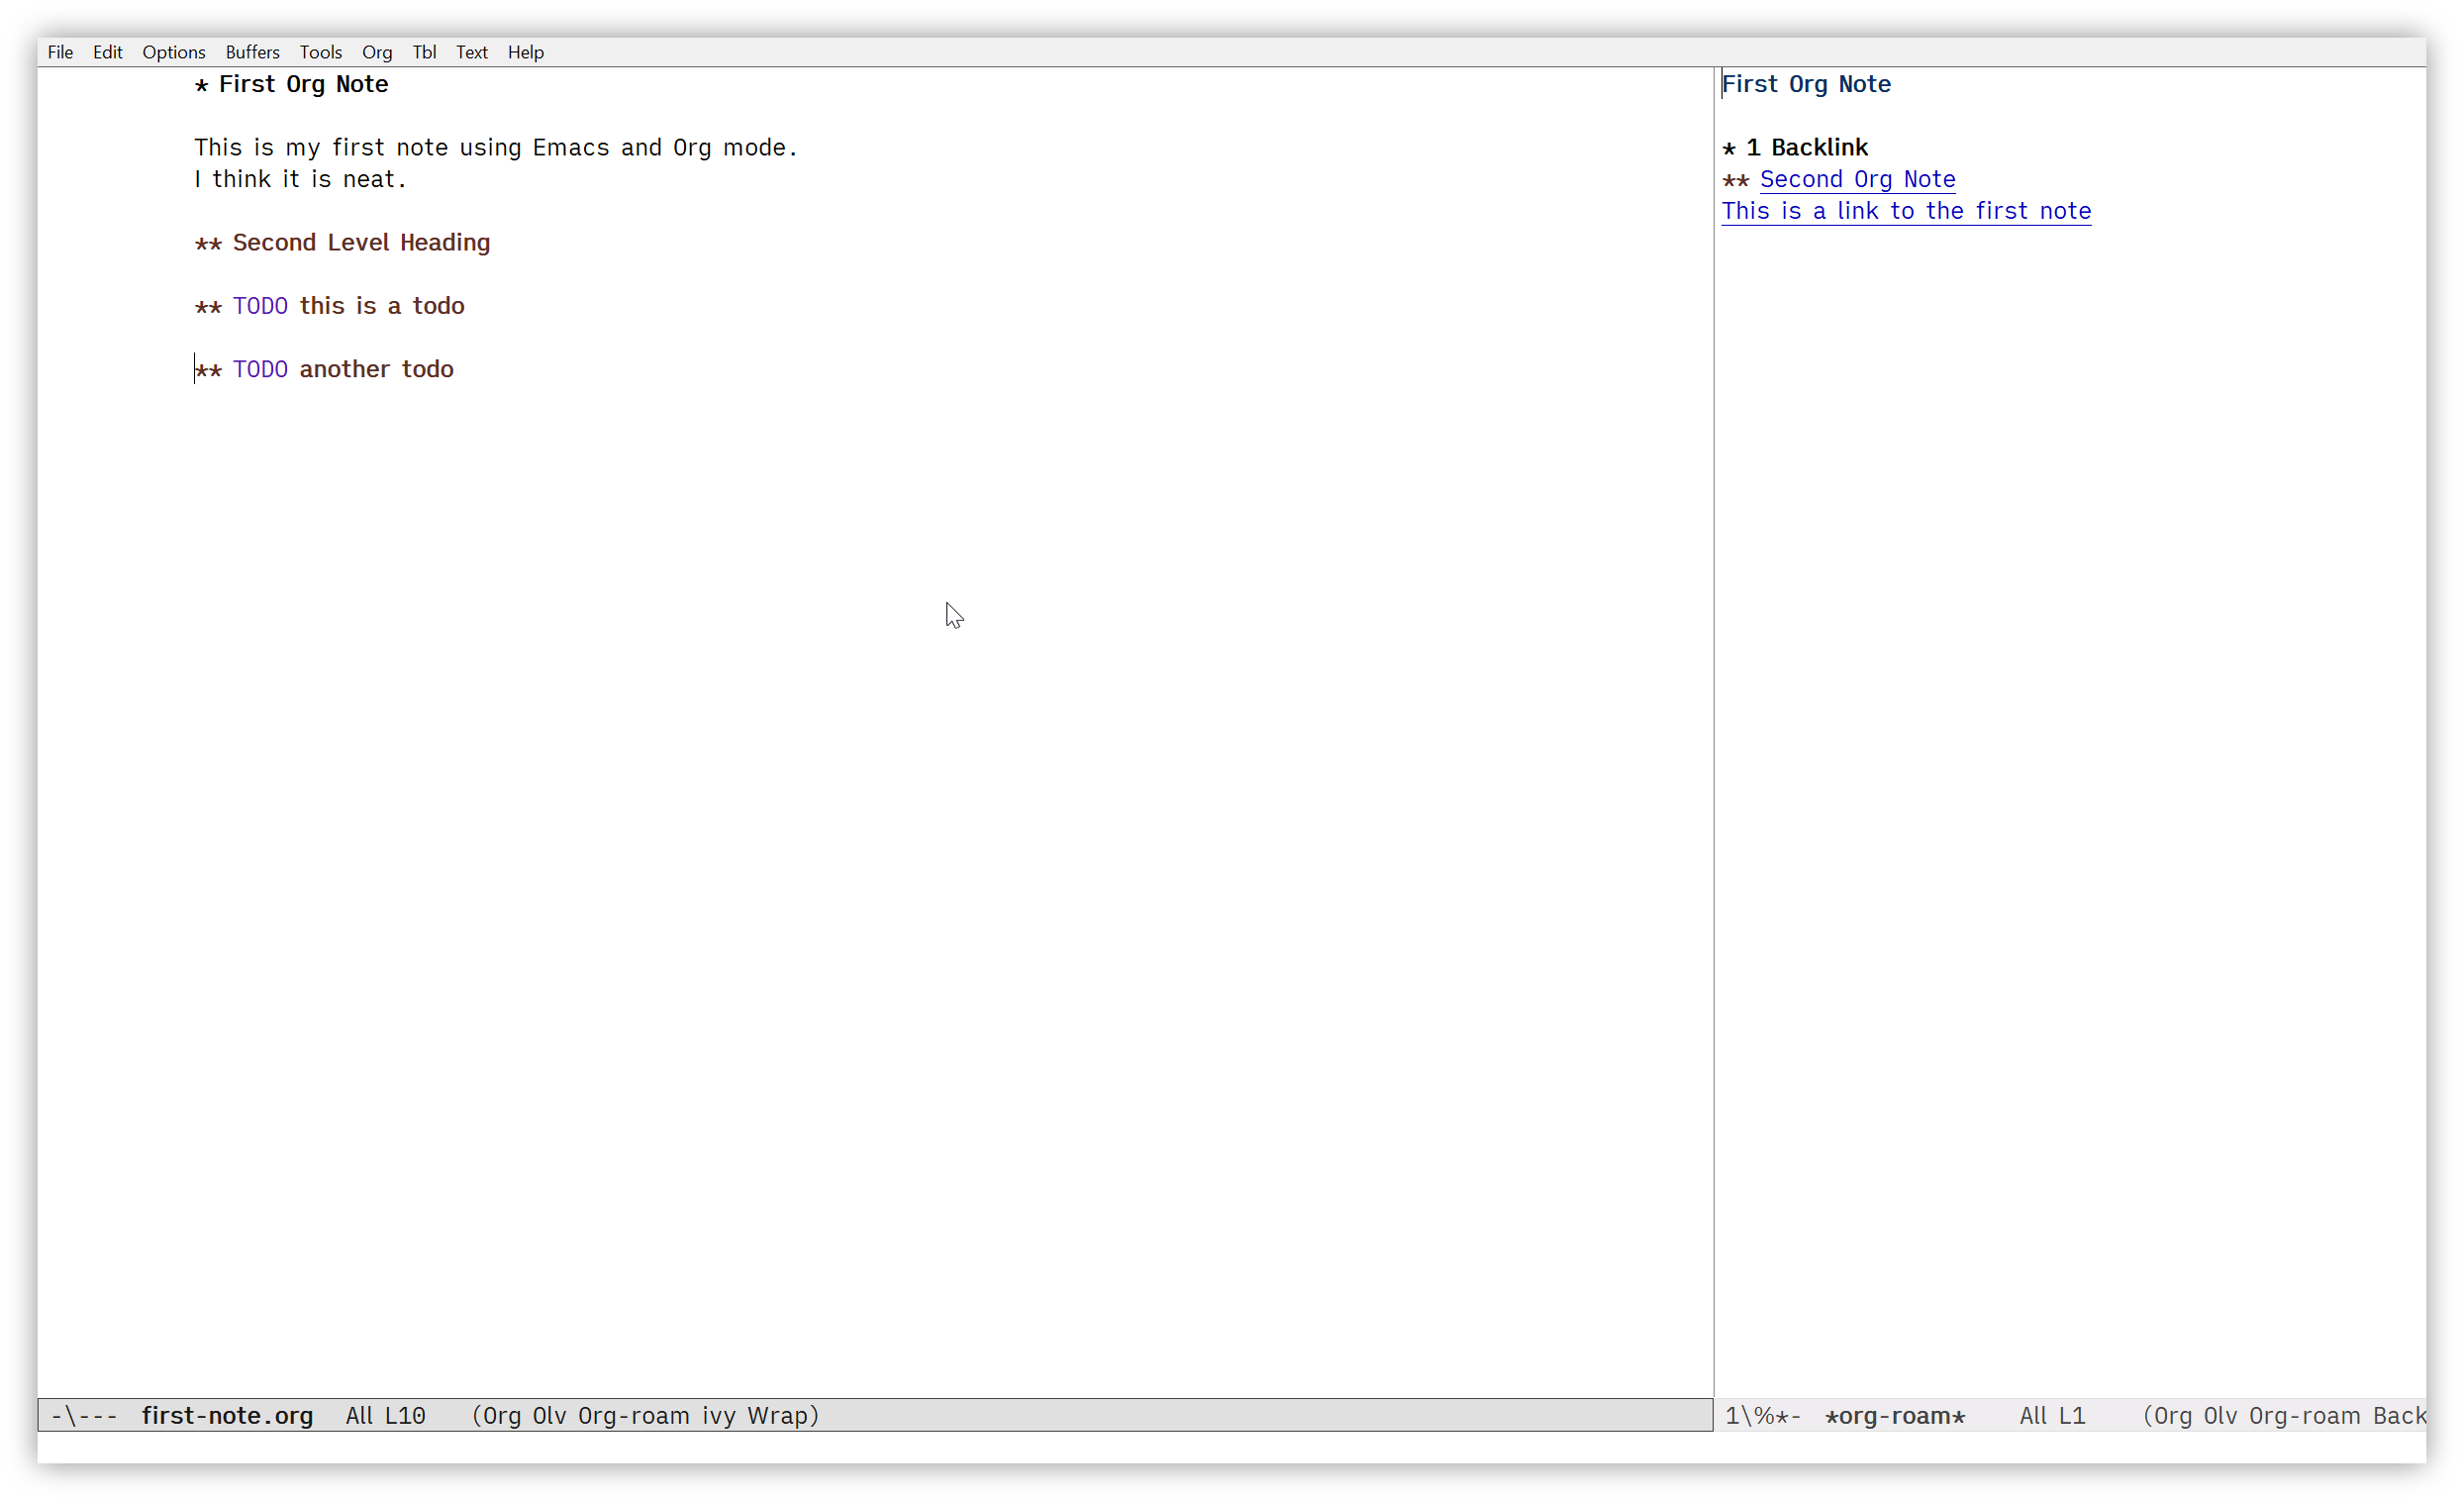 File Edit Options Buffers Tools Org Tbl Text Help
* First Org Note
This is my first note using Emacs and Org mode.
I think it is neat.
** Second Level Heading
** TODO this is a todo
** TODO another todo
-\--- first-note.org All L10 (Org Olv Org-roam ivy Wrap)
First Org Note
* 1 Backlink
** Second Org Note
This is a link to the first note
1\%*- *org-roam* All L1 (Org Olv Org-roam Back